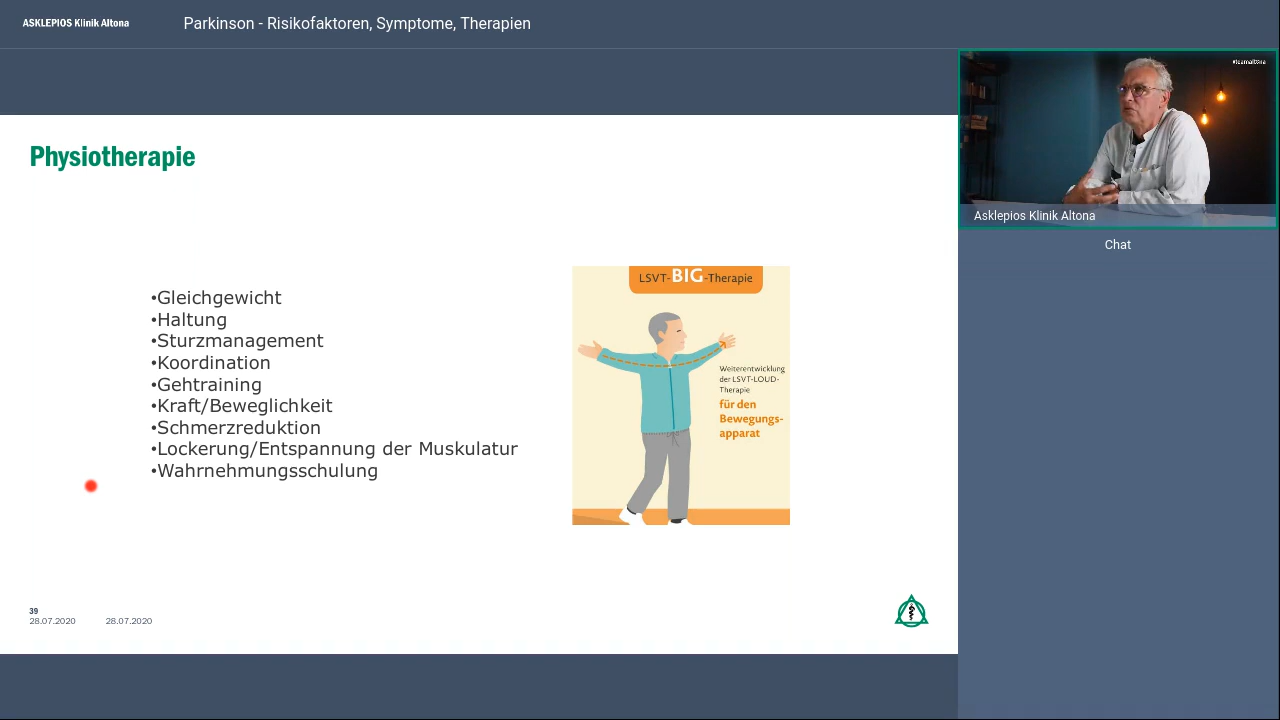 ASKLEPIOS Klinik Altona
Parkinson - Risikofaktoren, Symptome, Therapien
#teamaltona
Asklepios Klinik Altona
Chat
Physiotherapie
•Gleichgewicht
•Haltung
•Sturzmanagement
•Koordination
•Gehtraining
•Kraft/Beweglichkeit
•Schmerzreduktion
•Lockerung/Entspannung der Muskulatur
•Wahrnehmungsschulung
LSVT-BIG-Therapie
Weiterentwicklung
der LSVT-LOUD-
Therapie
für den
Bewegungs-
apparat
39
28.07.2020 28.07.2020